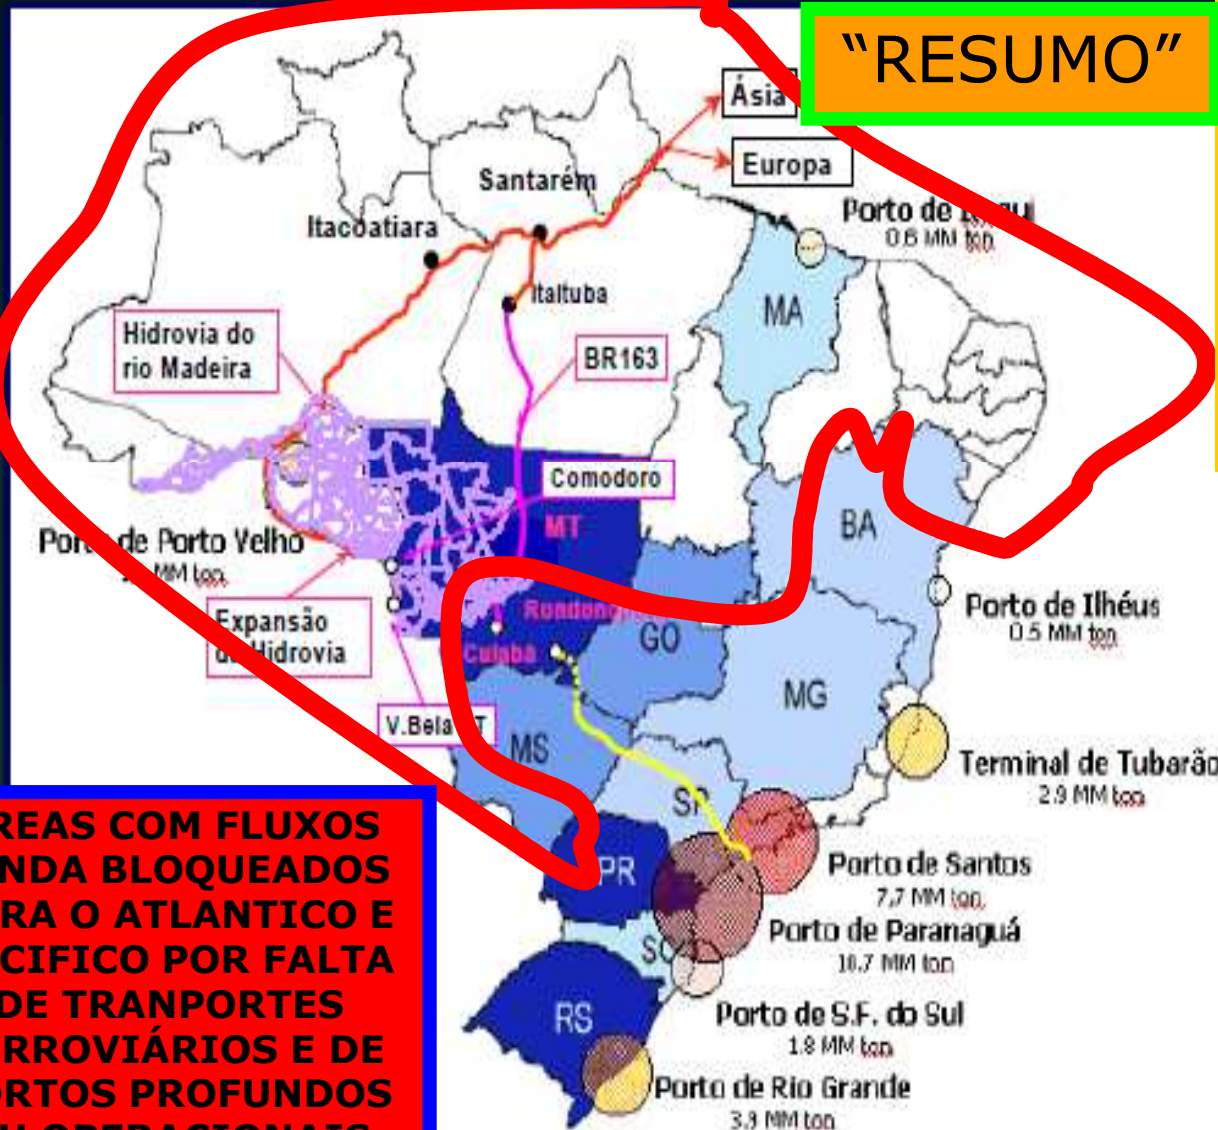 “RESUMO”
Ásia
Europa
Santarém
Itacoatiara
Porto de
0.6 MM ton
Itaituba
MA
Hidrovia do
rio Madeira
BR163
Comodoro
MT
BA
Porto de Porto Velho
MM ton
Expansão
da Hidrovia
Cuiabá
GO
Porto de Ilhéus
0.5 MM ton
V.Bela
MS
MG
SP
Terminal de Tubarão
2.9 MM ton
PR
Porto de Santos
7,7 MM ton
Porto de Paranaguá
10.7 MM ton
SC
RS
Porto de S.F. do Sul
1.8 MM ton
Porto de Rio Grande
3.9 MM ton
REAS COM FLUXOS
NDA BLOQUEADOS
RA O ATLANTICO E
CIFICO POR FALTA
DE TRANPORTES
RROVIÁRIOS E DE
ORTOS PROFUNDOS
OPERACIONAIS